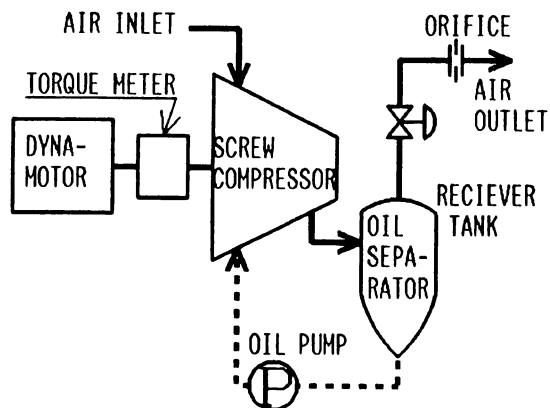 AIR INLET
ORIFICE
TORQUE METER
AIR
OUTLET
DYNA-
MOTOR
SCREW
COMPRESSOR
RECIEVER
TANK
OIL
SEPA-
RATOR
OIL PUMP
P